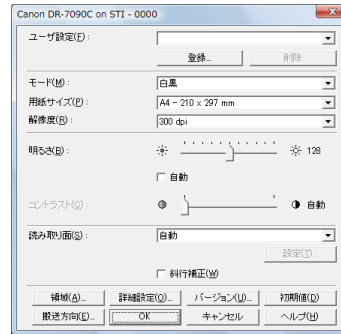 Canon DR-7090C on STI - 0000
ユーザ設定(F):
登録...
削除
モード(M):
白黒
用紙サイズ(P):
A4 - 210 x 297 mm
解像度(R):
300 dpi
明るさ(B):
128
自動
コントラスト(C):
自動
読み取り面(S):
自動
設定(T)...
斜行補正(W)
領域(A)...
詳細設定(O)...
バージョン(U)...
初期値(D)
搬送方向(E)...
OK
キャンセル
ヘルプ(H)